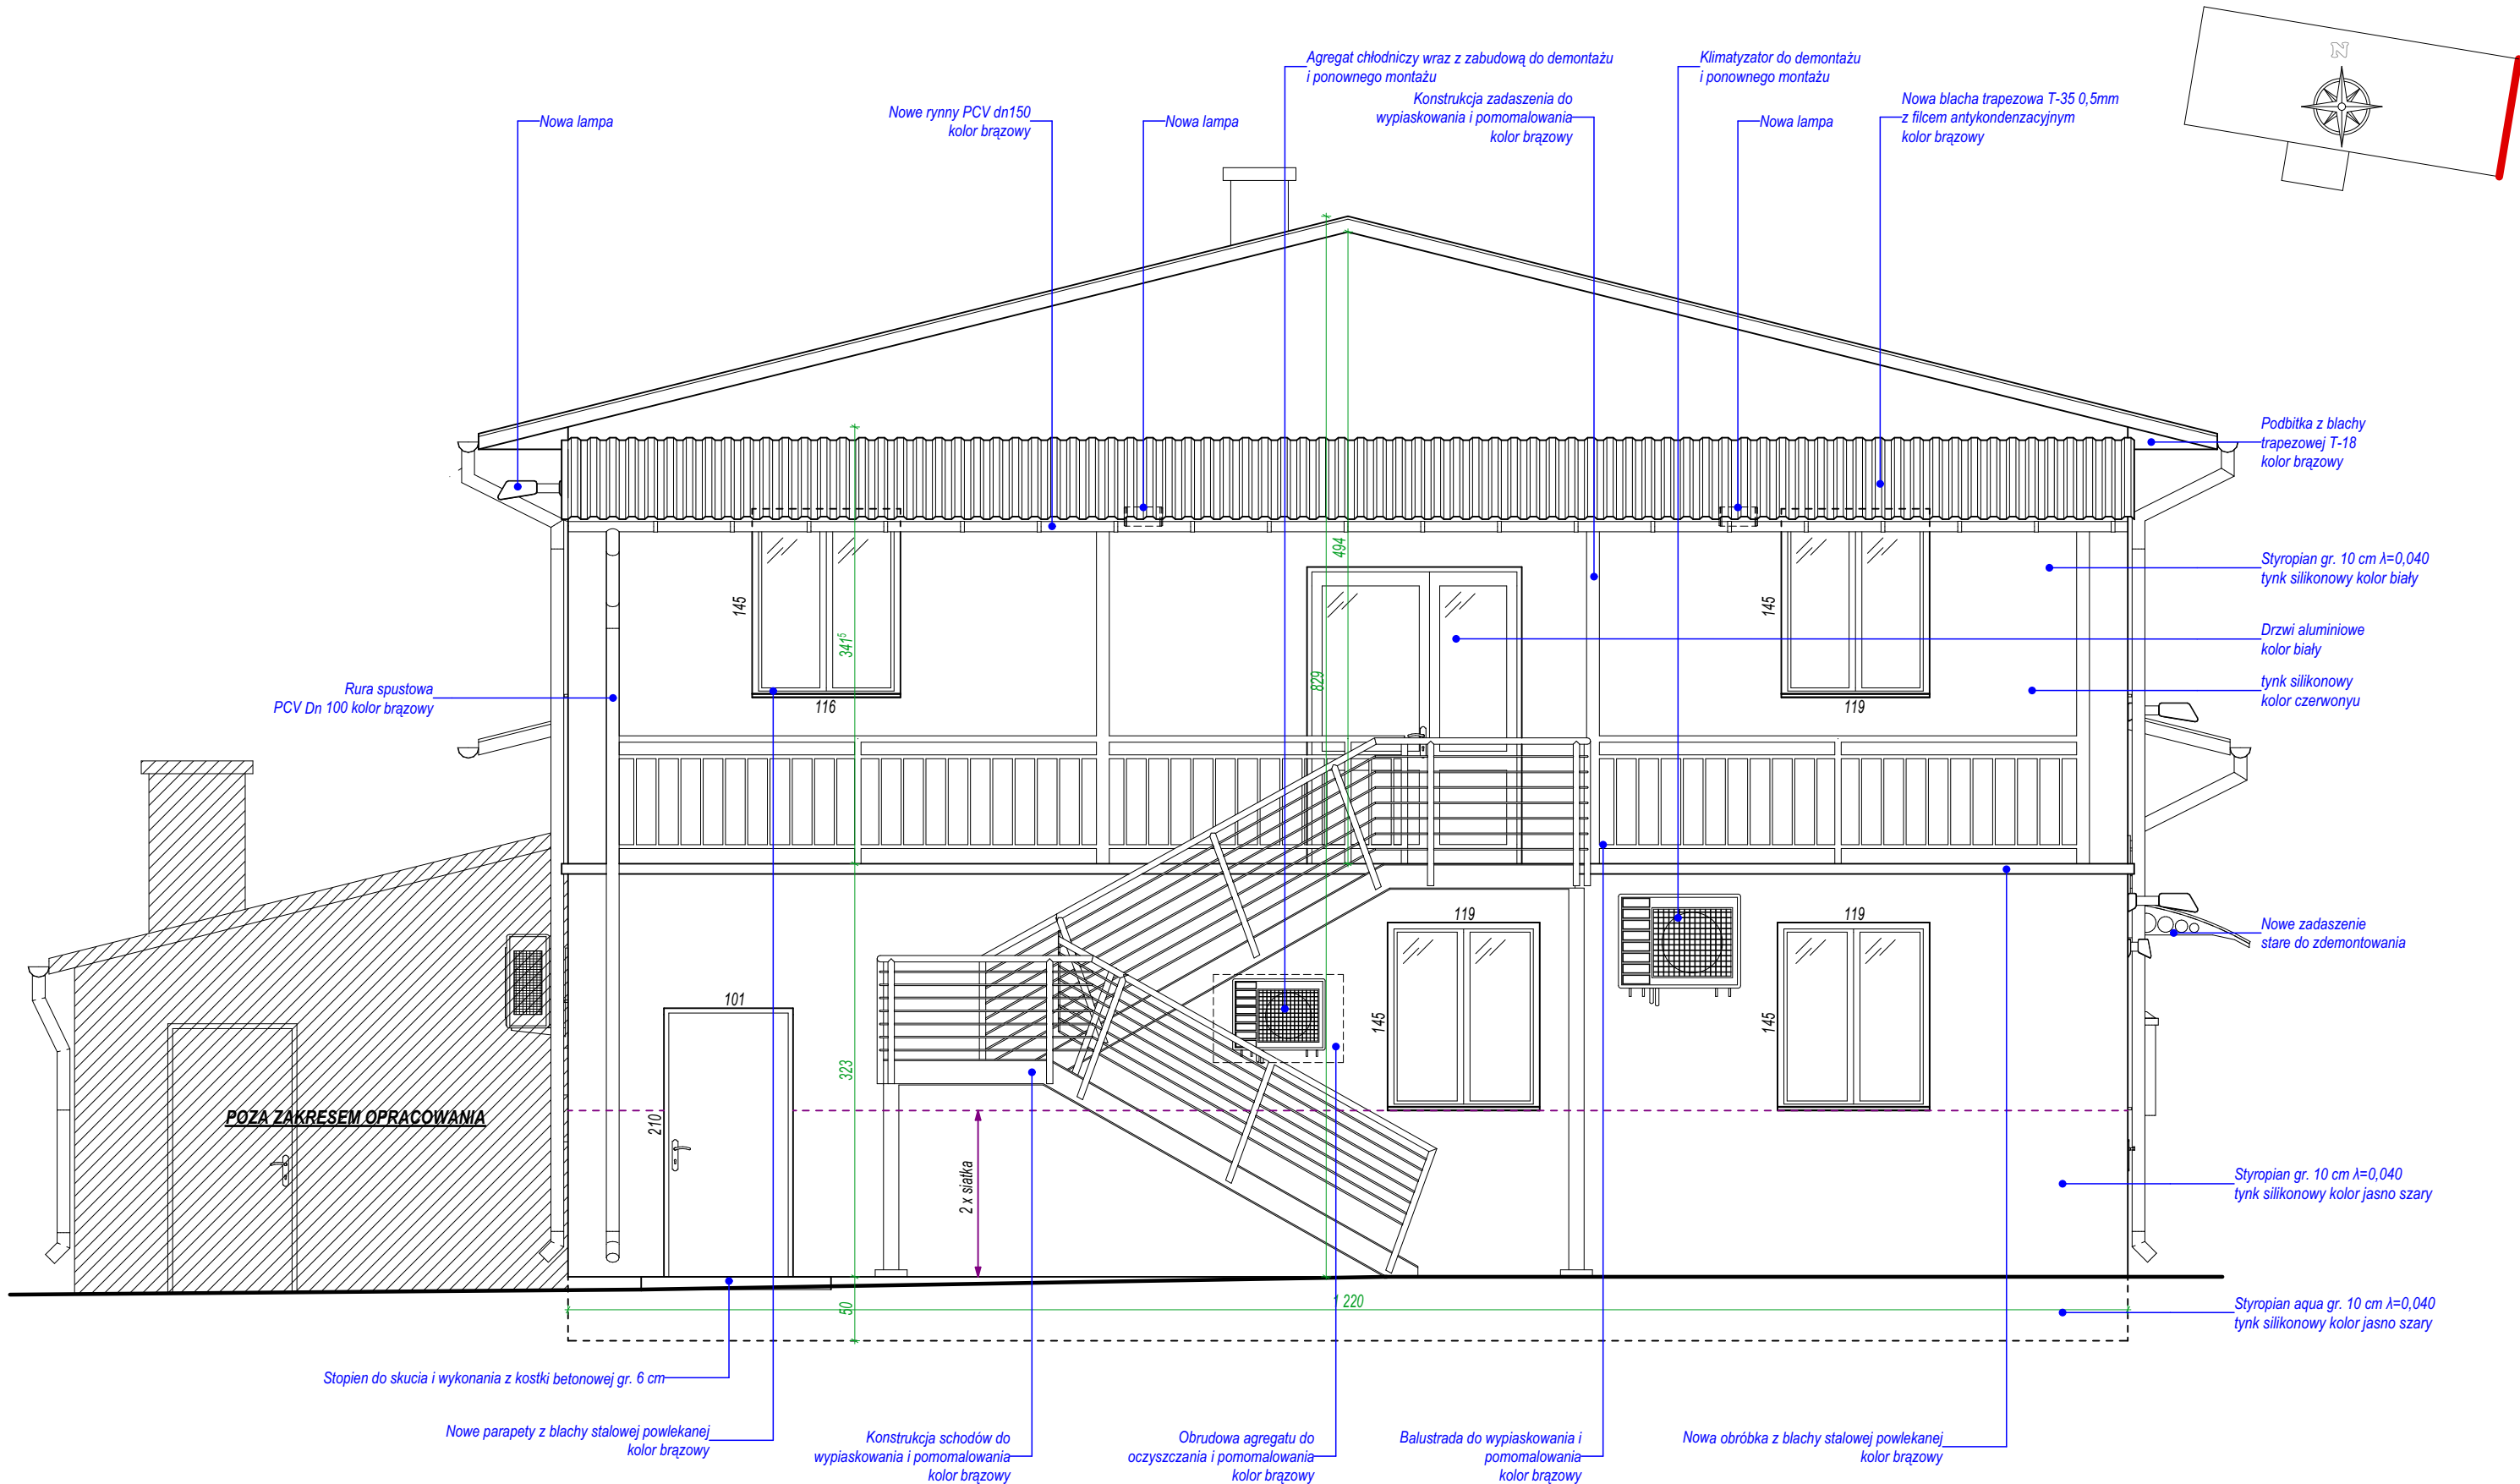 N
Agregat chłodniczy wraz z zabudową do demontażu
i ponownego montażu
Klimatyzator do demontażu
i ponownego montażu
Nowa lampa
Nowe rynny PCV dn150
kolor brązowy
Nowa lampa
Konstrukcja zadaszenia do
wypiaskowania i pomomalowania
kolor brązowy
Nowa lampa
Nowa blacha trapezowa T-35 0,5mm
z filcem antykondenzacyjnym
kolor brązowy
Podbitka z blachy
trapezowej T-18
kolor brązowy
Styropian gr. 10 cm λ=0,040
tynk silikonowy kolor biały
Drzwi aluminiowe
kolor biały
tynk silikonowy
kolor czerwonyu
Rura spustowa
PCV Dn 100 kolor brązowy
145
116
341⁵
494
829
145
119
119
119
Nowe zadaszenie
stare do zdemontowania
101
145
145
323
210
POZA ZAKRESEM OPRACOWANIA
2 x siatka
Styropian gr. 10 cm λ=0,040
tynk silikonowy kolor jasno szary
50
1 220
Styropian aqua gr. 10 cm λ=0,040
tynk silikonowy kolor jasno szary
Stopien do skucia i wykonania z kostki betonowej gr. 6 cm
Nowe parapety z blachy stalowej powlekanej
kolor brązowy
Konstrukcja schodów do
wypiaskowania i pomomalowania
kolor brązowy
Obrudowa agregatu do
oczyszczania i pomomalowania
kolor brązowy
Balustrada do wypiaskowania i
pomomalowania
kolor brązowy
Nowa obróbka z blachy stalowej powlekanej
kolor brązowy